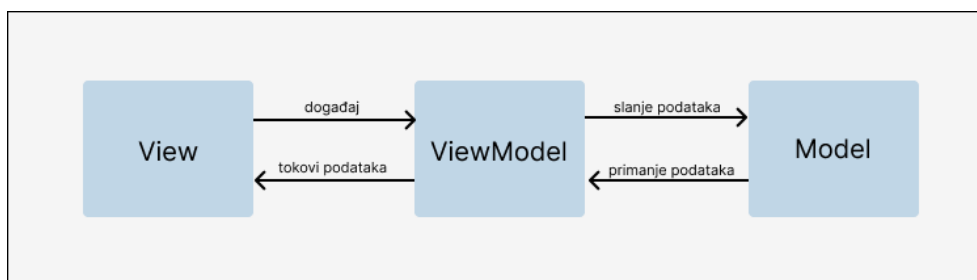 događaj
slanje podataka
View
ViewModel
Model
tokovi podataka
primanje podataka